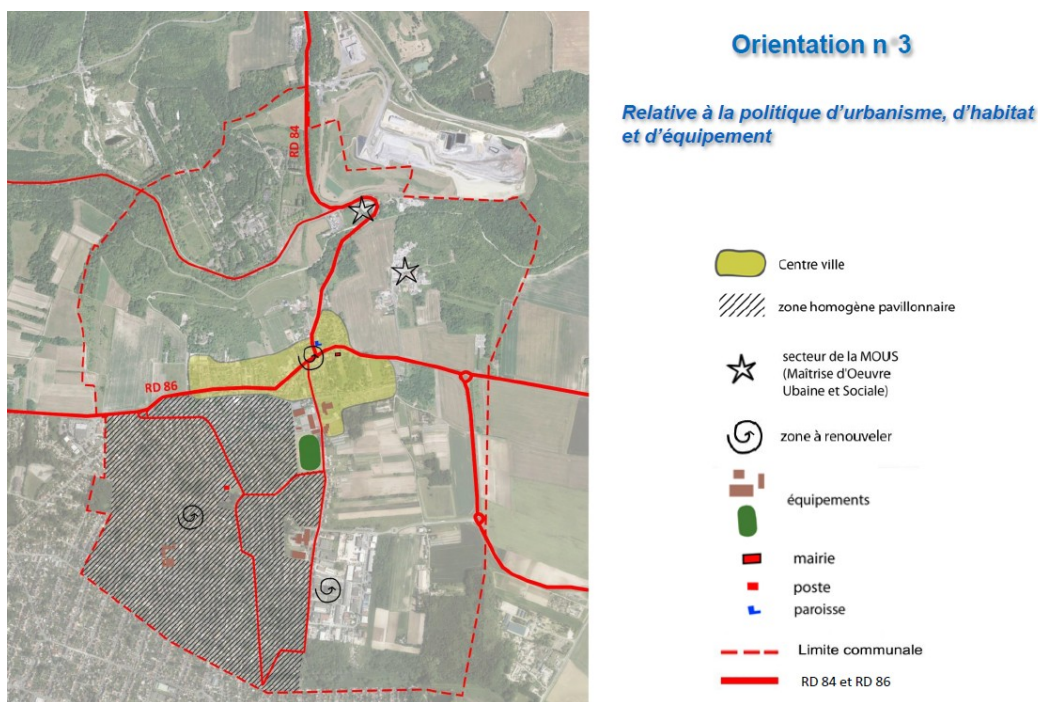 Orientation n°3
Relative à la politique d'urbanisme, d'habitat
et d'équipement
RD 84
RD 86
Centre ville
zone homogène pavillonnaire
secteur de la MOUS
(Maîtrise d'Oeuvre
Ubaine et Sociale)
zone à renouveler
équipements
mairie
poste
paroisse
Limite communale
RD 84 et RD 86